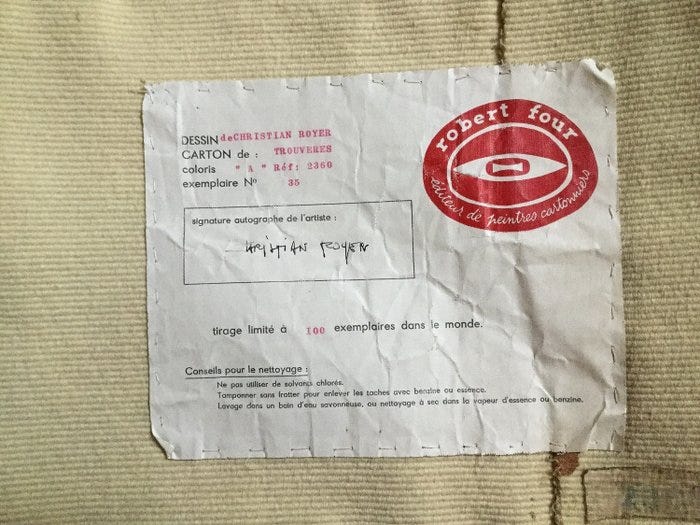 DESSIN de CHRISTIAN ROYER
CARTON de : TROUVERES
coloris " A " Réf: 2360
exemplaire N° 35
robert four
éditeur de peintres cartonniers
signature autographe de l'artiste :
CHRISTIAN ROYER
tirage limité à 100 exemplaires dans le monde.
Conseils pour le nettoyage :
Ne pas utiliser de solvants chlorés.
Tamponner sans frotter pour enlever les taches avec benzine ou essence.
Lavage dans un bain d'eau savonneuse, ou nettoyage à sec dans la vapeur d'essence ou benzine.